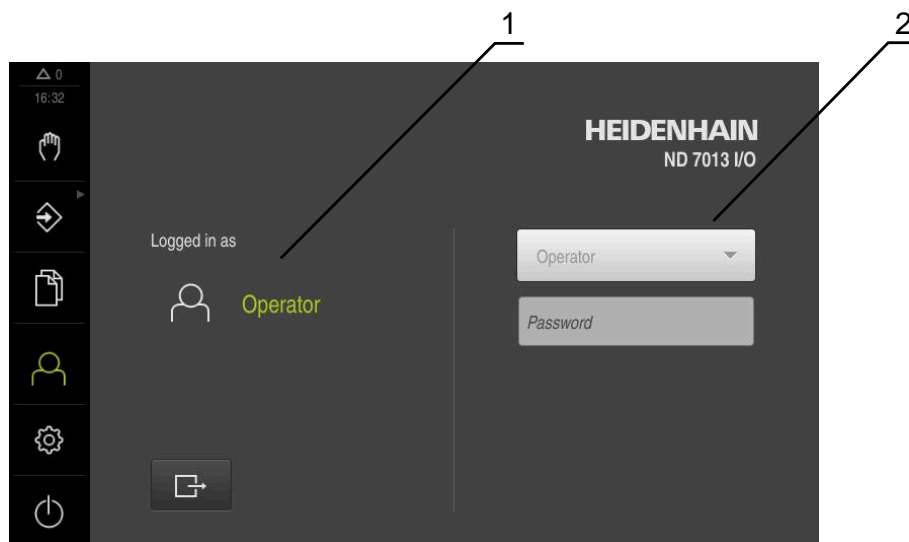 1
2
0
16:32
HEIDENHAIN
ND 7013 I/O
Logged in as
Operator
Operator
Password